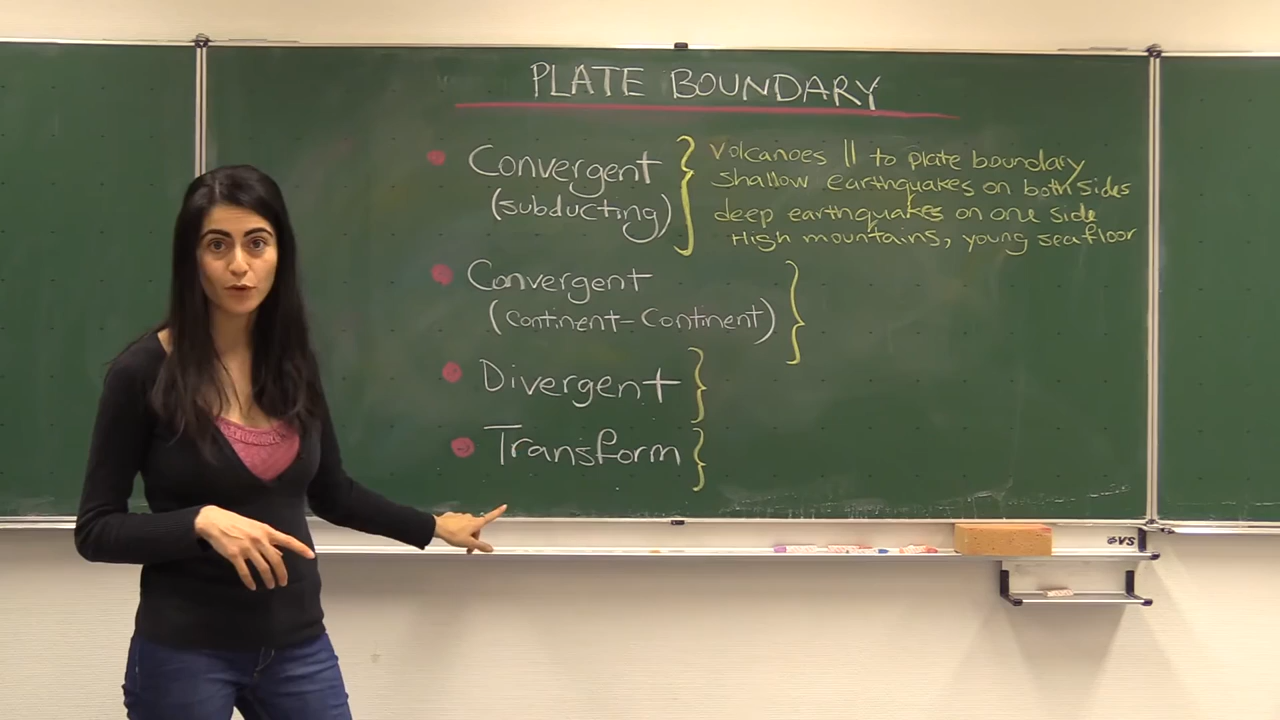 PLATE BOUNDARY
Convergent
(subducting)
Volcanoes || to plate boundary
shallow earthquakes on both sides
deep earthquakes on one side
High mountains, young seafloor
Convergent
(continent-continent)
Divergent
Transform
VS